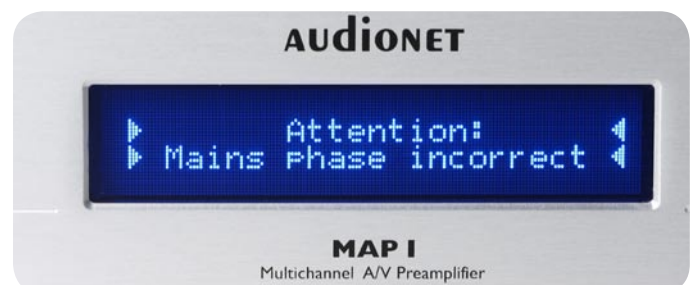 AUDIONET
Attention:
Mains phase incorrect
MAP I
Multichannel A/V Preamplifier